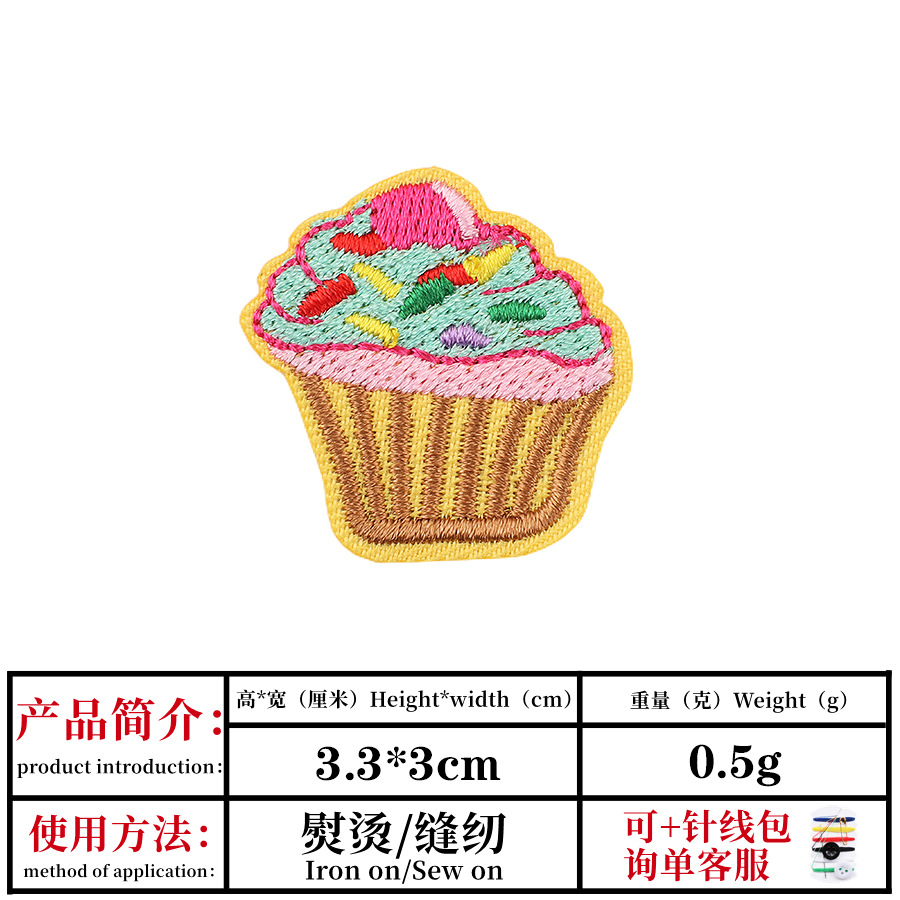 产品简介：
product introduction:
高*宽（厘米）Height*width（cm）
重量（克）Weight（g）
3.3*3cm
0.5g
使用方法：
method of application:
熨烫/缝纫
Iron on/Sew on
可+针线包
询单客服